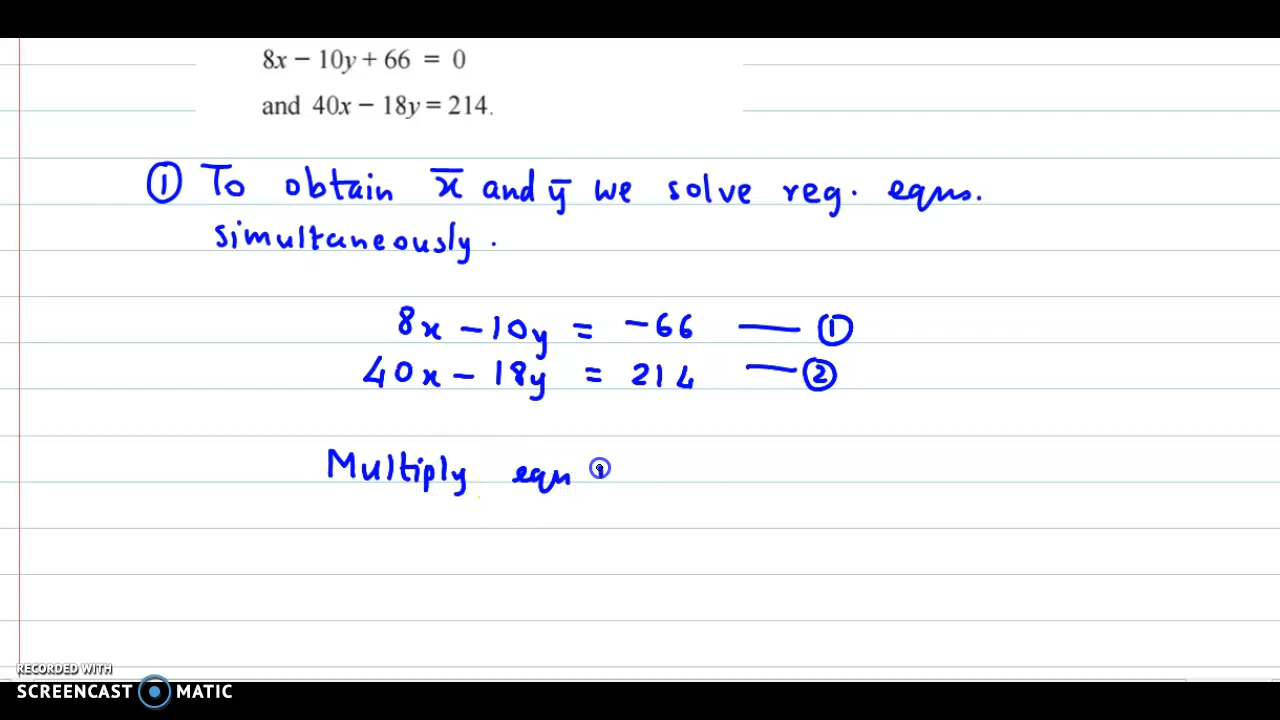 8x − 10y + 66 = 0
and 40x − 18y = 214.
① To obtain x̅ and y̅ we solve reg. eqns.
simultaneously.
8x − 10y = −66 —— ①
40x − 18y = 214 —— ②
Multiply eqn ①
RECORDED WITH
SCREENCAST MATIC